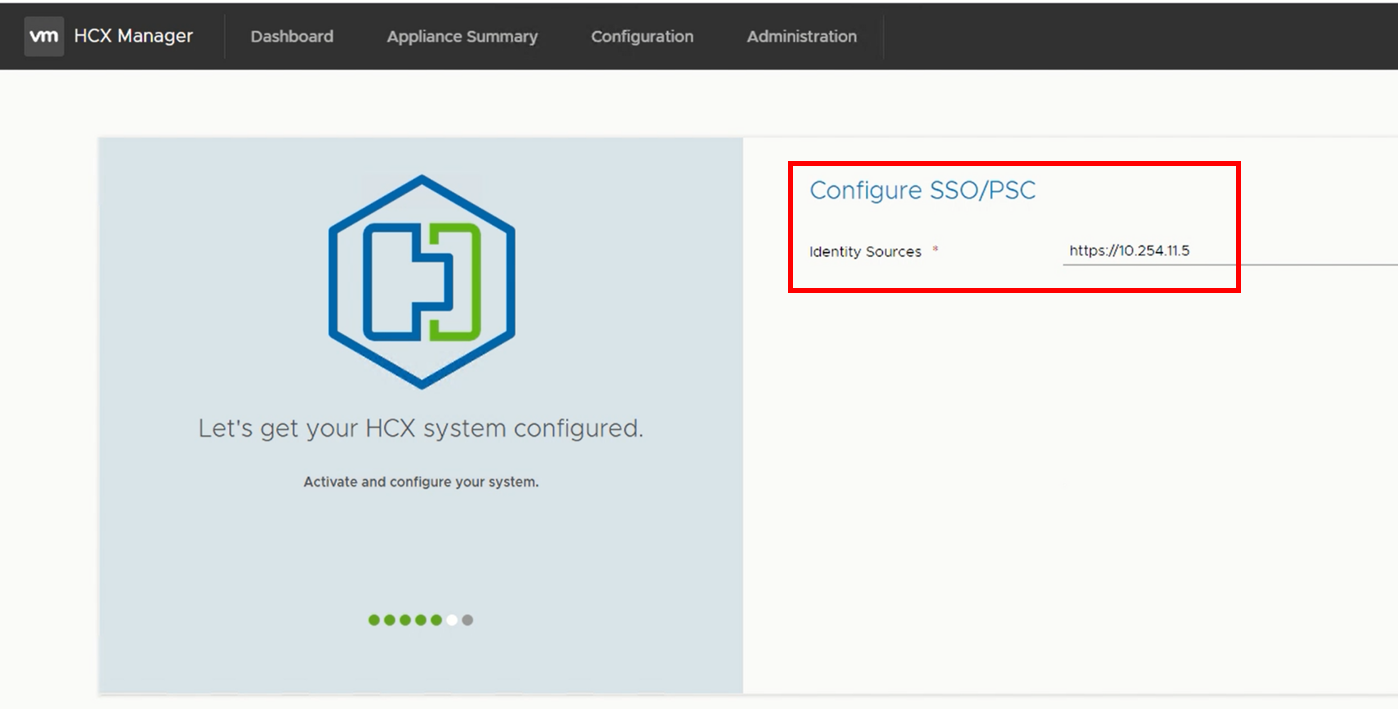 vm HCX Manager Dashboard Appliance Summary Configuration Administration
Configure SSO/PSC
Identity Sources * https://10.254.11.5
Let's get your HCX system configured.
Activate and configure your system.